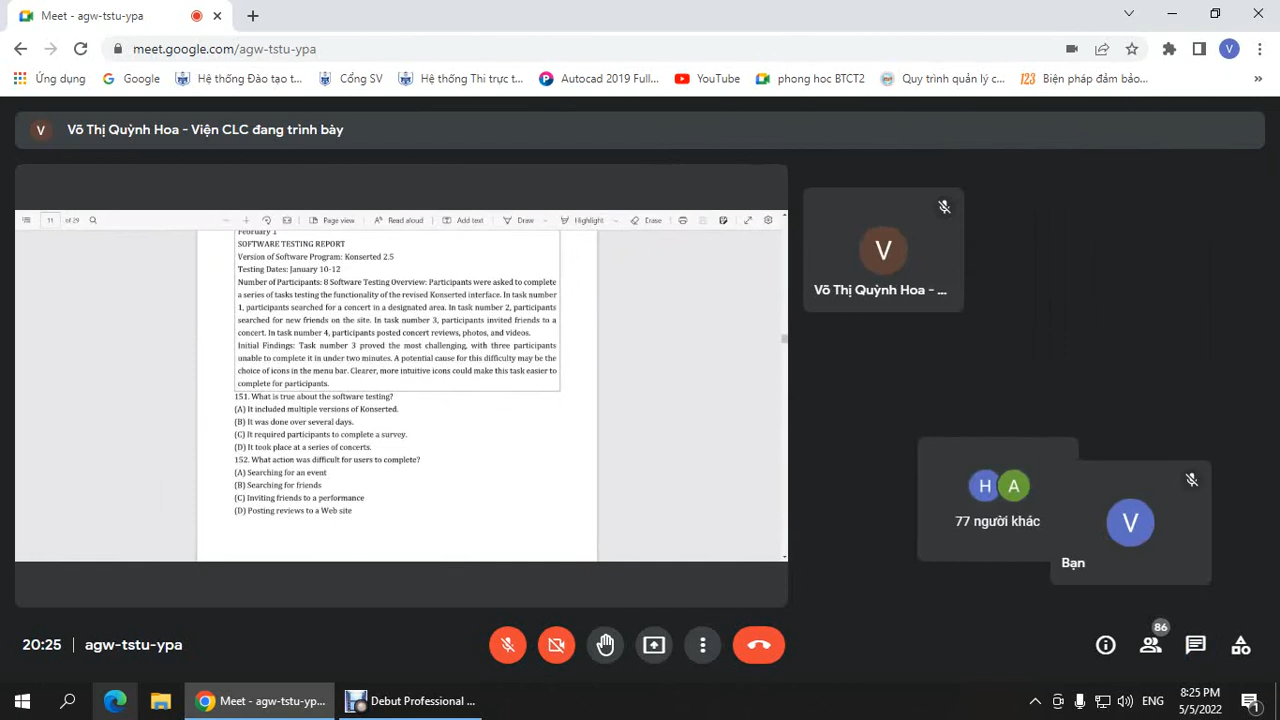 Meet - agw-tstu-ypa
meet.google.com/agw-tstu-ypa
Ứng dụng
Google
Hệ thống Đào tạo t...
Cổng SV
Hệ thống Thi trực t...
Autocad 2019 Full...
YouTube
phong hoc BTCT2
Quy trình quản lý c...
123 Biện pháp đảm bảo...
»
V Võ Thị Quỳnh Hoa - Viện CLC đang trình bày
11 of 29
Page view
Read aloud
Add text
Draw
Highlight
Erase
February 1
SOFTWARE TESTING REPORT
Version of Software Program: Konserted 2.5
Testing Dates: January 10-12
Number of Participants: 8 Software Testing Overview: Participants were asked to complete
a series of tasks testing the functionality of the revised Konserted interface. In task number
1, participants searched for a concert in a designated area. In task number 2, participants
searched for new friends on the site. In task number 3, participants invited friends to a
concert. In task number 4, participants posted concert reviews, photos, and videos.
Initial Findings: Task number 3 proved the most challenging, with three participants
unable to complete it in under two minutes. A potential cause for this difficulty may be the
choice of icons in the menu bar. Clearer, more intuitive icons could make this task easier to
complete for participants.
151. What is true about the software testing?
(A) It included multiple versions of Konserted.
(B) It was done over several days.
(C) It required participants to complete a survey.
(D) It took place at a series of concerts.
152. What action was difficult for users to complete?
(A) Searching for an event
(B) Searching for friends
(C) Inviting friends to a performance
(D) Posting reviews to a Web site
V
Võ Thị Quỳnh Hoa - ...
H A
77 người khác
V
Bạn
20:25 | agw-tstu-ypa
86
Meet - agw-tstu-yp...
Debut Professional ...
ENG
8:25 PM
5/5/2022
1